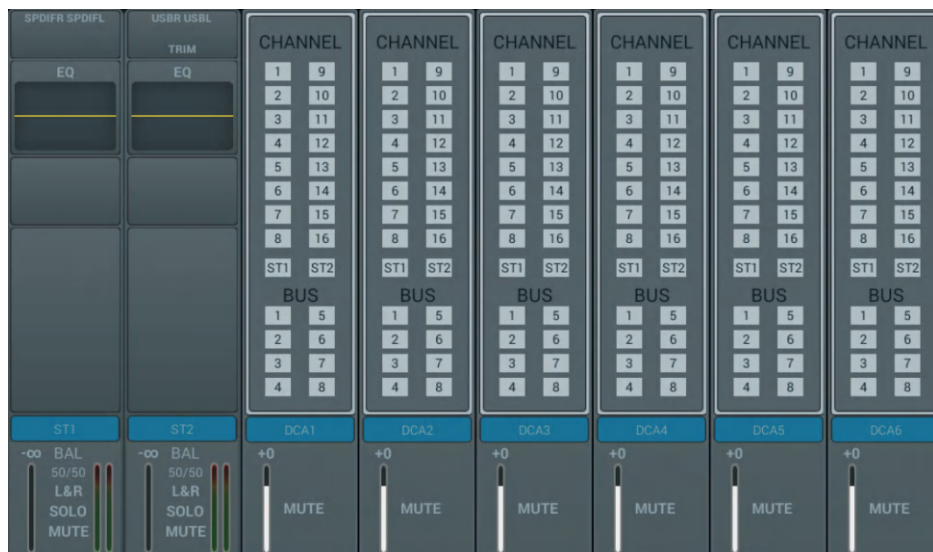 SPDIFR SPDIFL
EQ
ST1
-∞ BAL
50/50
L&R
SOLO
MUTE
USBR USBL
TRIM
EQ
ST2
-∞ BAL
50/50
L&R
SOLO
MUTE
CHANNEL
1 9
2 10
3 11
4 12
5 13
6 14
7 15
8 16
ST1 ST2
BUS
1 5
2 6
3 7
4 8
DCA1
+0
MUTE
CHANNEL
1 9
2 10
3 11
4 12
5 13
6 14
7 15
8 16
ST1 ST2
BUS
1 5
2 6
3 7
4 8
DCA2
+0
MUTE
CHANNEL
1 9
2 10
3 11
4 12
5 13
6 14
7 15
8 16
ST1 ST2
BUS
1 5
2 6
3 7
4 8
DCA3
+0
MUTE
CHANNEL
1 9
2 10
3 11
4 12
5 13
6 14
7 15
8 16
ST1 ST2
BUS
1 5
2 6
3 7
4 8
DCA4
+0
MUTE
CHANNEL
1 9
2 10
3 11
4 12
5 13
6 14
7 15
8 16
ST1 ST2
BUS
1 5
2 6
3 7
4 8
DCA5
+0
MUTE
CHANNEL
1 9
2 10
3 11
4 12
5 13
6 14
7 15
8 16
ST1 ST2
BUS
1 5
2 6
3 7
4 8
DCA6
+0
MUTE